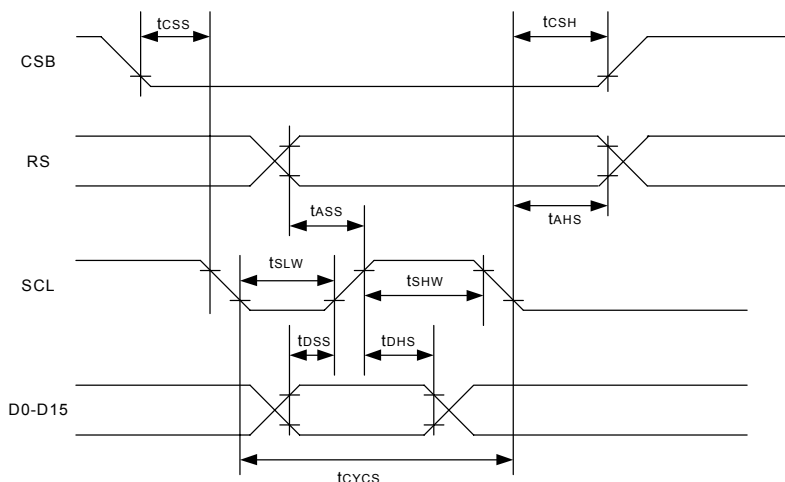 tCSS
tCSH
CSB
RS
tASS
tAHS
tSLW
SCL
tSHW
tDSS
tDHS
D0-D15
tCYCS